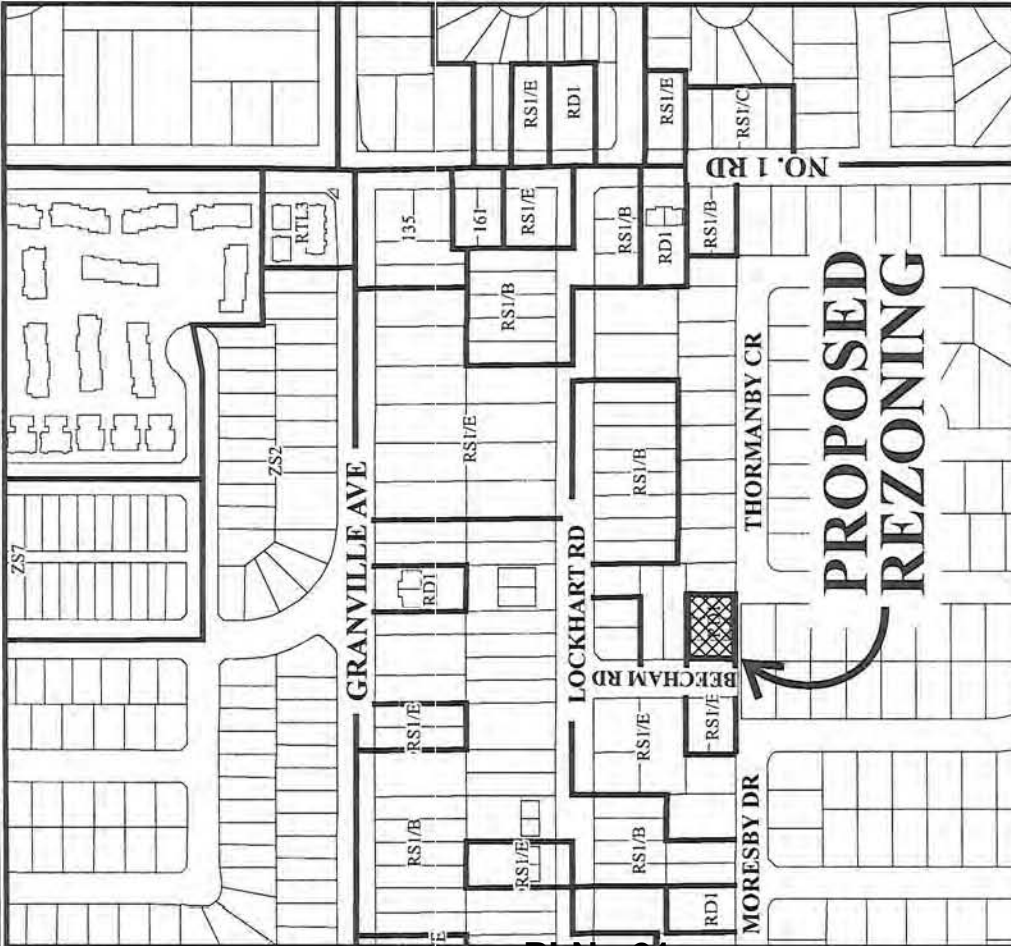 ZS7
ZS2
RTL3
GRANVILLE AVE
135
161
RS1/E
RS1/E
RD1
RS1/B
RS1/E
RD1
RS1/E
RS1/B
RS1/E
LOCKHART RD
RS1/B
RS1/B
RD1
RS1/E
RS1/C
NO. 1 RD
RS1/B
BEECHAM RD
RS1/E
RS1/E
RS1/B
RD1
MORESBY DR
THORMANBY CR
PROPOSED
REZONING